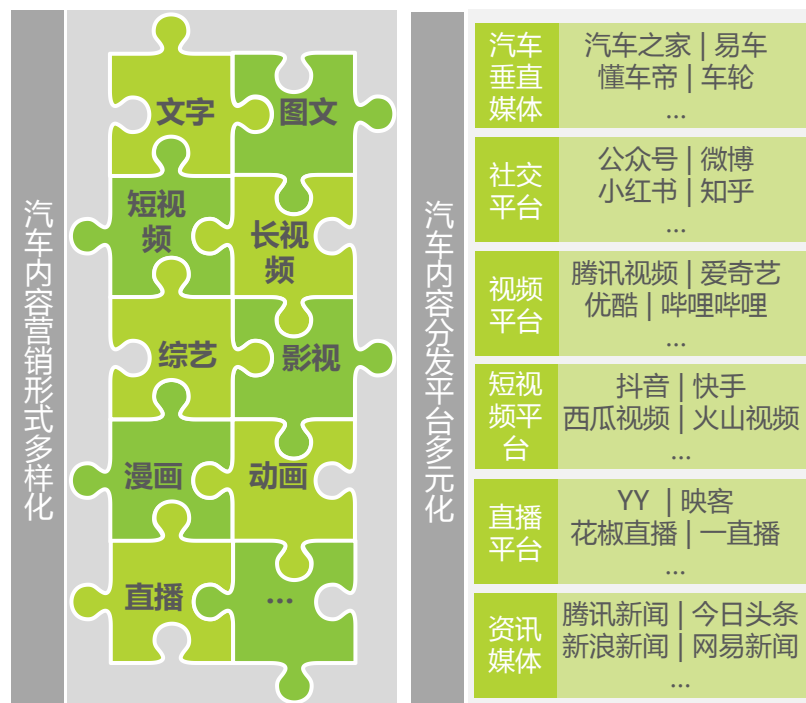 汽车内容营销形式多样化
文字
图文
短视
频
长视
频
综艺
影视
漫画
动画
直播
...
汽车内容分发平台多元化
汽车
垂直
媒体
汽车之家 | 易车
懂车帝 | 车轮
...
社交
平台
公众号 | 微博
小红书 | 知乎
...
视频
平台
腾讯视频 | 爱奇艺
优酷 | 哔哩哔哩
...
短视
频平
台
抖音 | 快手
西瓜视频 | 火山视频
...
直播
平台
YY | 映客
花椒直播 | 一直播
...
资讯
媒体
腾讯新闻 | 今日头条
新浪新闻 | 网易新闻
...